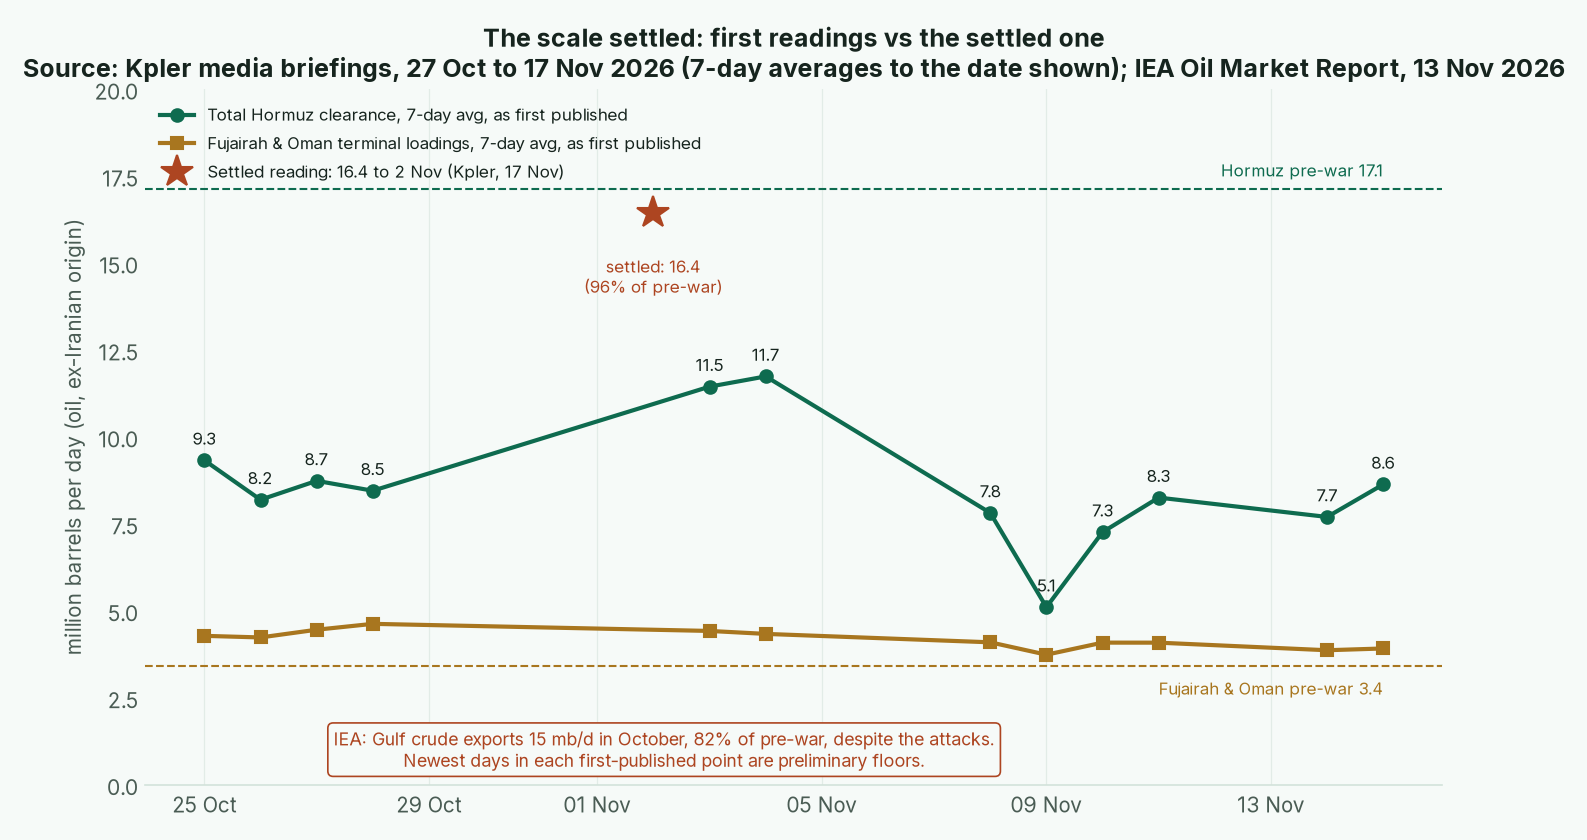 The scale settled: first readings vs the settled one
Source: Kpler media briefings, 27 Oct to 17 Nov 2026 (7-day averages to the date shown); IEA Oil Market Report, 13 Nov 2026
Total Hormuz clearance, 7-day avg, as first published
Fujairah & Oman terminal loadings, 7-day avg, as first published
Settled reading: 16.4 to 2 Nov (Kpler, 17 Nov)
Hormuz pre-war 17.1
settled: 16.4
(96% of pre-war)
million barrels per day (oil, ex-Iranian origin)
20.0
17.5
15.0
12.5
10.0
7.5
5.0
2.5
0.0
9.3
8.2
8.7
8.5
11.5
11.7
7.8
5.1
7.3
8.3
7.7
8.6
Fujairah & Oman pre-war 3.4
IEA: Gulf crude exports 15 mb/d in October, 82% of pre-war, despite the attacks.
Newest days in each first-published point are preliminary floors.
25 Oct
29 Oct
01 Nov
05 Nov
09 Nov
13 Nov